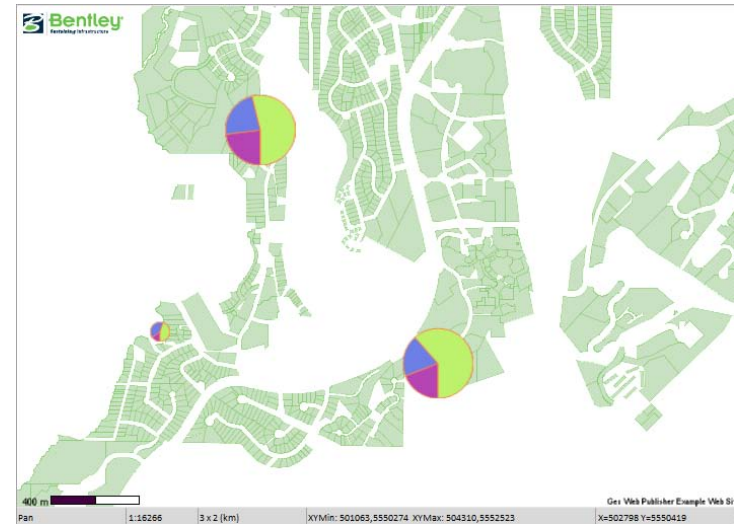 Bentley
Sustaining Infrastructure
400 m
Geo Web Publisher Example Web Si
Pan 1:16266 3 x 2 (km) XYMin: 501063,5550274 XYMax: 504310,5552523 X=502798 Y=5550419